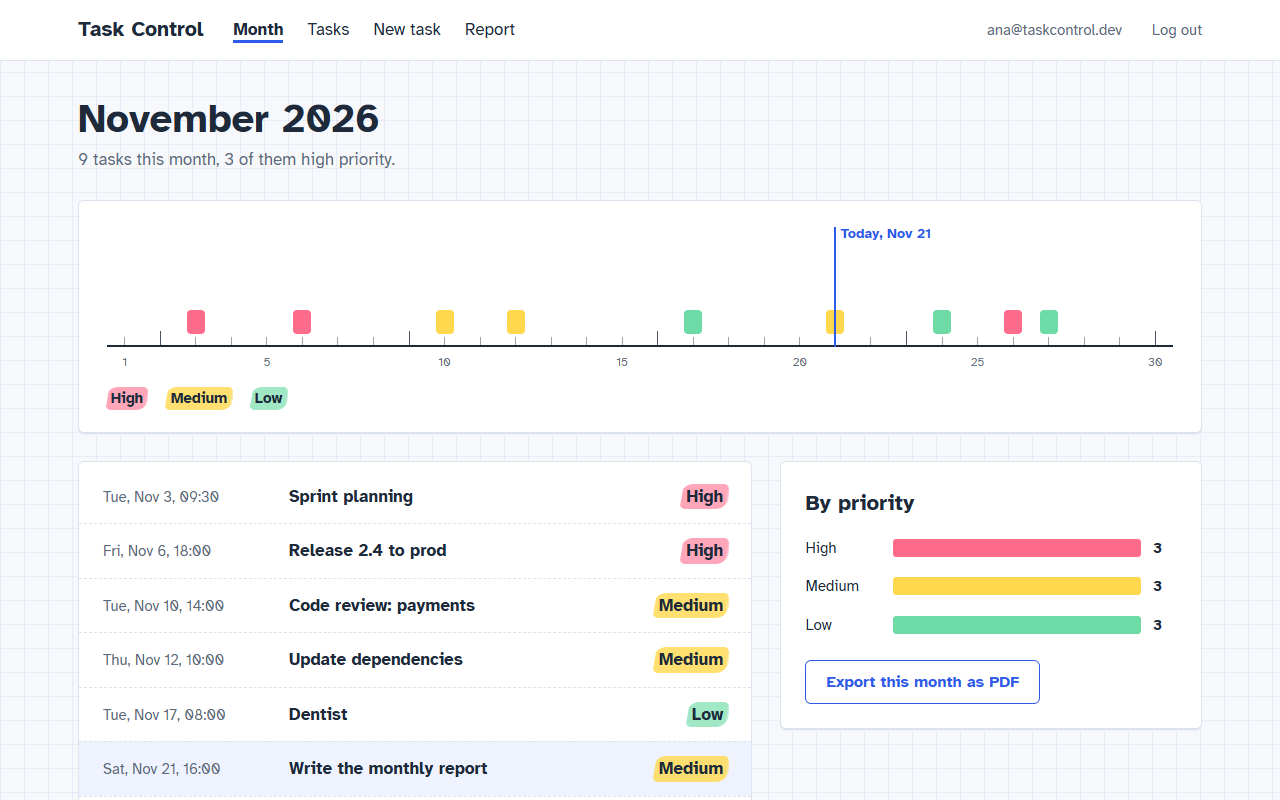 Task Control Month Tasks New task Report ana@taskcontrol.dev Log out
November 2026
9 tasks this month, 3 of them high priority.
Today, Nov 21
1 5 10 15 20 25 30
High Medium Low
Tue, Nov 3, 09:30 Sprint planning High
Fri, Nov 6, 18:00 Release 2.4 to prod High
Tue, Nov 10, 14:00 Code review: payments Medium
Thu, Nov 12, 10:00 Update dependencies Medium
Tue, Nov 17, 08:00 Dentist Low
Sat, Nov 21, 16:00 Write the monthly report Medium
By priority
High 3
Medium 3
Low 3
Export this month as PDF